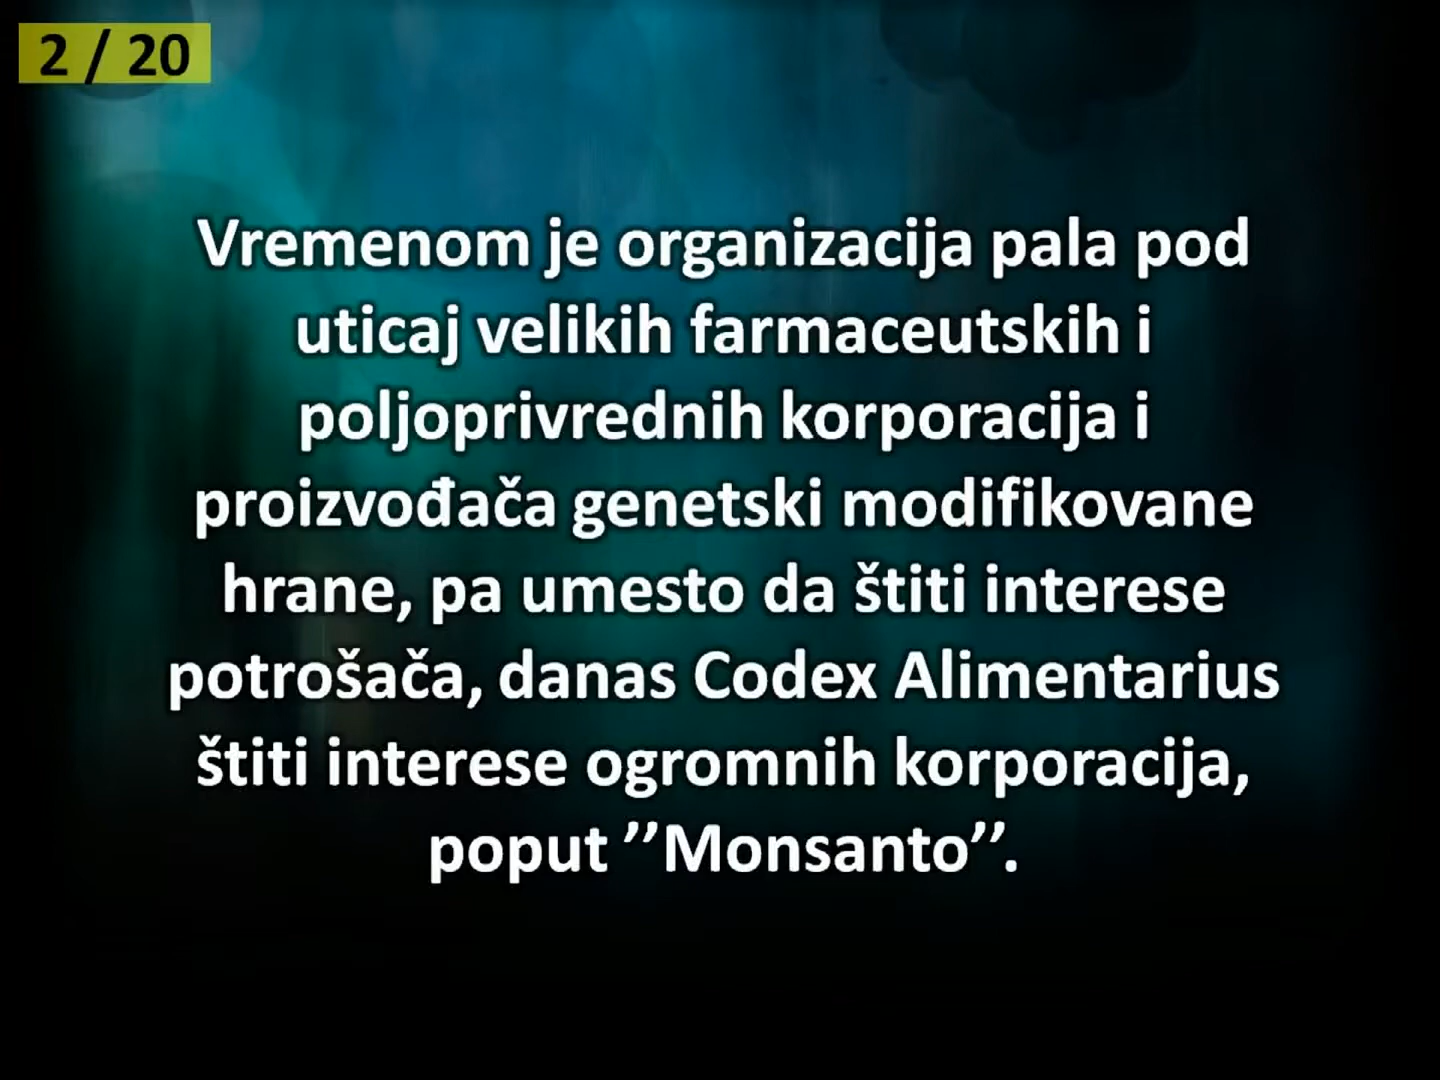 2 / 20
Vremenom je organizacija pala pod
uticaj velikih farmaceutskih i
poljoprivrednih korporacija i
proizvođača genetski modifikovane
hrane, pa umesto da štiti interese
potrošača, danas Codex Alimentarius
štiti interese ogromnih korporacija,
poput ’’Monsanto’’.